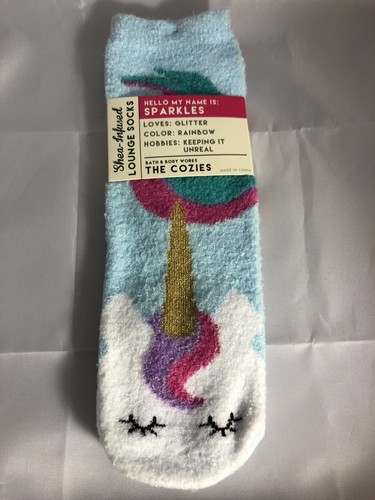 Shea-Infused
LOUNGE SOCKS
HELLO MY NAME IS:
SPARKLES
LOVES: GLITTER
COLOR: RAINBOW
HOBBIES: KEEPING IT
UNREAL
BATH & BODY WORKS
THE COZIES
MADE IN CHINA